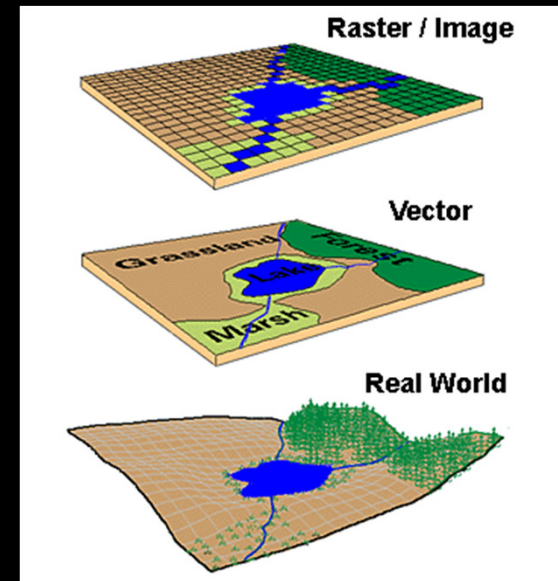 Raster / Image
Vector
Grassland
Forest
Lake
Marsh
Real World